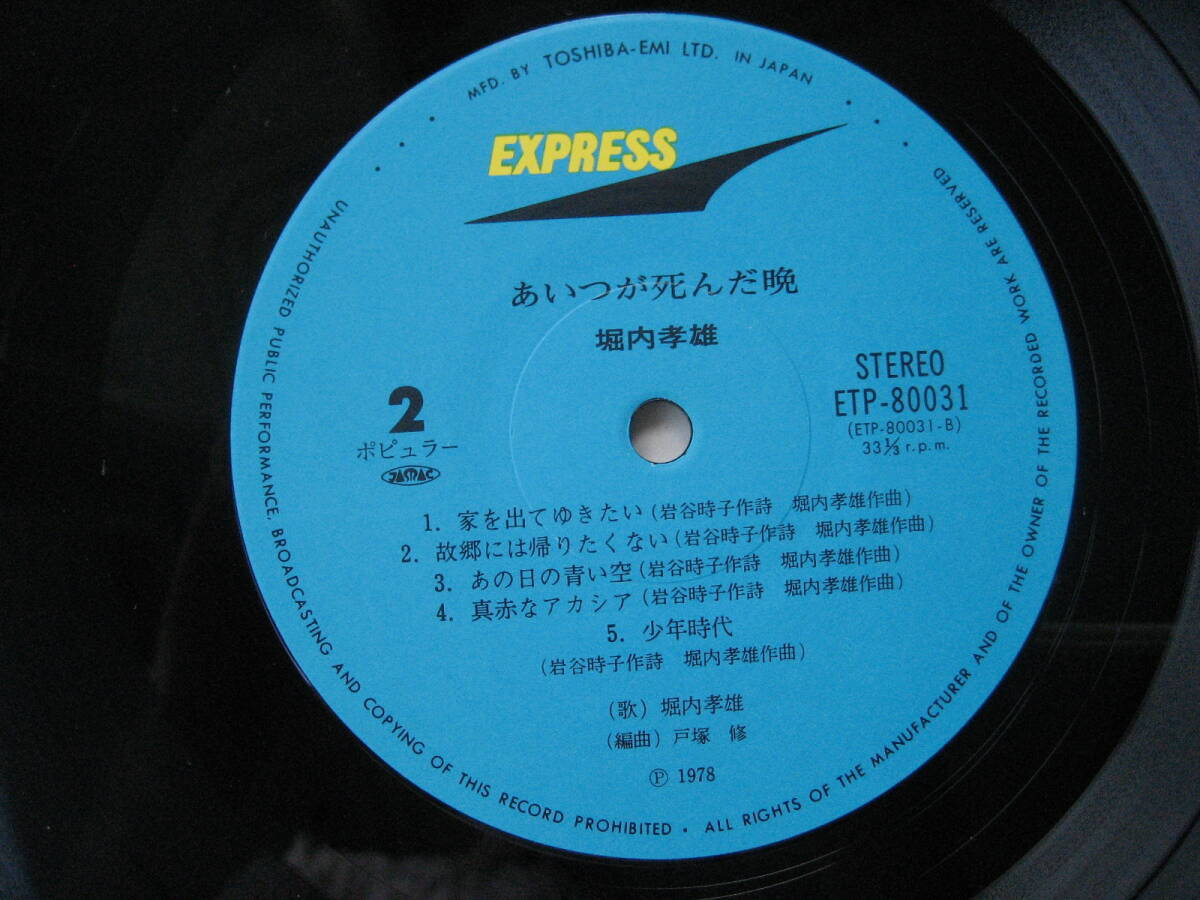 MFD. BY TOSHIBA-EMI LTD. IN JAPAN
EXPRESS
あいつが死んだ晩
堀内孝雄
2
ポピュラー
JASRAC
STEREO
ETP-80031
(ETP-80031-B)
33⅓ r.p.m.
1. 家を出てゆきたい (岩谷時子作詩 堀内孝雄作曲)
2. 故郷には帰りたくない (岩谷時子作詩 堀内孝雄作曲)
3. あの日の青い空 (岩谷時子作詩 堀内孝雄作曲)
4. 真赤なアカシア (岩谷時子作詩 堀内孝雄作曲)
5. 少年時代
(岩谷時子作詩 堀内孝雄作曲)
(歌) 堀内孝雄
(編曲) 戸塚 修
Ⓟ 1978
UNAUTHORIZED PUBLIC PERFORMANCE, BROADCASTING AND COPYING OF THIS RECORD PROHIBITED • ALL RIGHTS OF THE MANUFACTURER AND OF THE OWNER OF THE RECORDED WORK ARE RESERVED